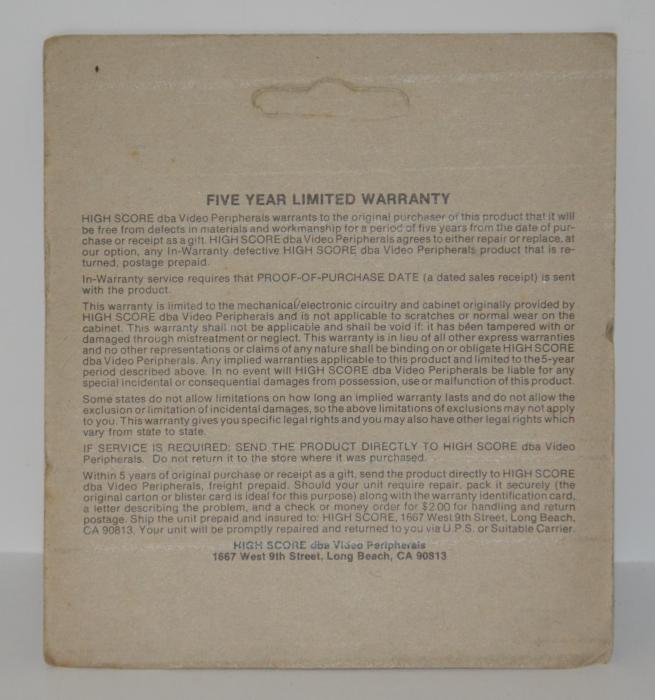 FIVE YEAR LIMITED WARRANTY
HIGH SCORE dba Video Peripherals warrants to the original purchaser of this product that it will
be free from defects in materials and workmanship for a period of five years from the date of pur-
chase or receipt as a gift. HIGH SCORE dba Video Peripherals agrees to either repair or replace, at
our option, any In-Warranty defective HIGH SCORE dba Video Peripherals product that is re-
turned, postage prepaid.
In-Warranty service requires that PROOF-OF-PURCHASE DATE (a dated sales receipt) is sent
with the product.
This warranty is limited to the mechanical/electronic circuitry and cabinet originally provided by
HIGH SCORE dba Video Peripherals and is not applicable to scratches or normal wear on the
cabinet. This warranty shall not be applicable and shall be void if: it has been tampered with or
damaged through mistreatment or neglect. This warranty is in lieu of all other express warranties
and no other representations or claims of any nature shall be binding on or obligate HIGH SCORE
dba Video Peripherals. Any implied warranties applicable to this product and limited to the 5-year
period described above. In no event will HIGH SCORE dba Video Peripherals be liable for any
special incidental or consequential damages from possession, use or malfunction of this product.
Some states do not allow limitations on how long an implied warranty lasts and do not allow the
exclusion or limitation of incidental damages, so the above limitations of exclusions may not apply
to you. This warranty gives you specific legal rights and you may also have other legal rights which
vary from state to state.
IF SERVICE IS REQUIRED: SEND THE PRODUCT DIRECTLY TO HIGH SCORE dba Video
Peripherals. Do not return it to the store where it was purchased.
Within 5 years of original purchase or receipt as a gift, send the product directly to HIGH SCORE
dba Video Peripherals, freight prepaid. Should your unit require repair, pack it securely (the
original carton or blister card is ideal for this purpose) along with the warranty identification card,
a letter describing the problem, and a check or money order for $2.00 for handling and return
postage. Ship the unit prepaid and insured to: HIGH SCORE, 1667 West 9th Street, Long Beach,
CA 90813. Your unit will be promptly repaired and returned to you via U.P.S. or Suitable Carrier.
HIGH SCORE dba Video Peripherals
1667 West 9th Street, Long Beach, CA 90813